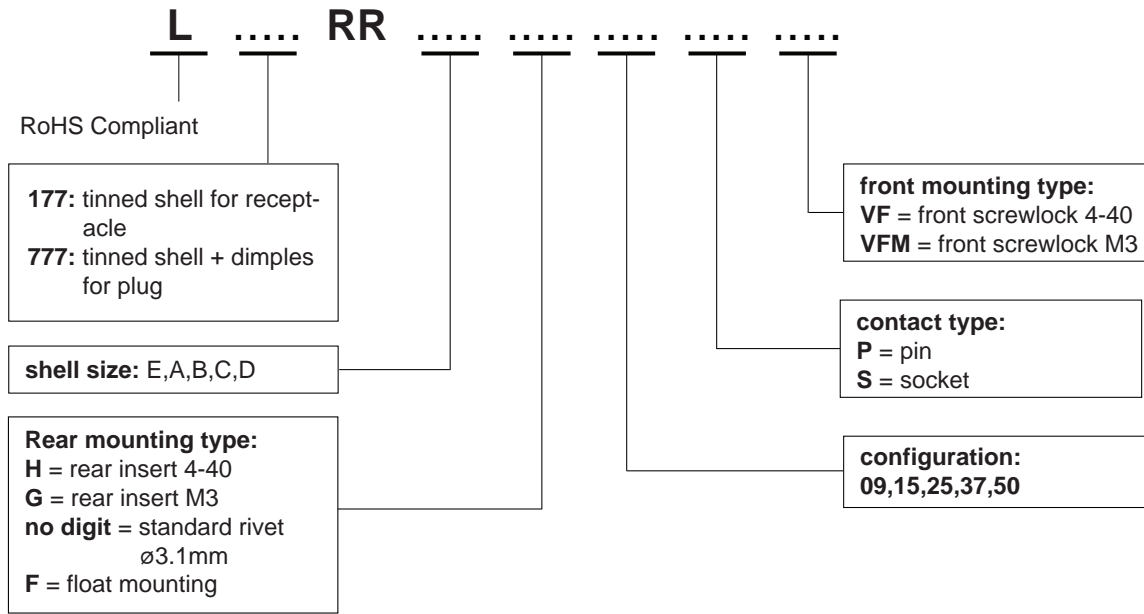 L ..... RR ..... ..... ..... ..... .....
RoHS Compliant
177: tinned shell for recept-
acle
777: tinned shell + dimples
for plug
shell size: E,A,B,C,D
Rear mounting type:
H = rear insert 4-40
G = rear insert M3
no digit = standard rivet
ø3.1mm
F = float mounting
front mounting type:
VF = front screwlock 4-40
VFM = front screwlock M3
contact type:
P = pin
S = socket
configuration:
09,15,25,37,50